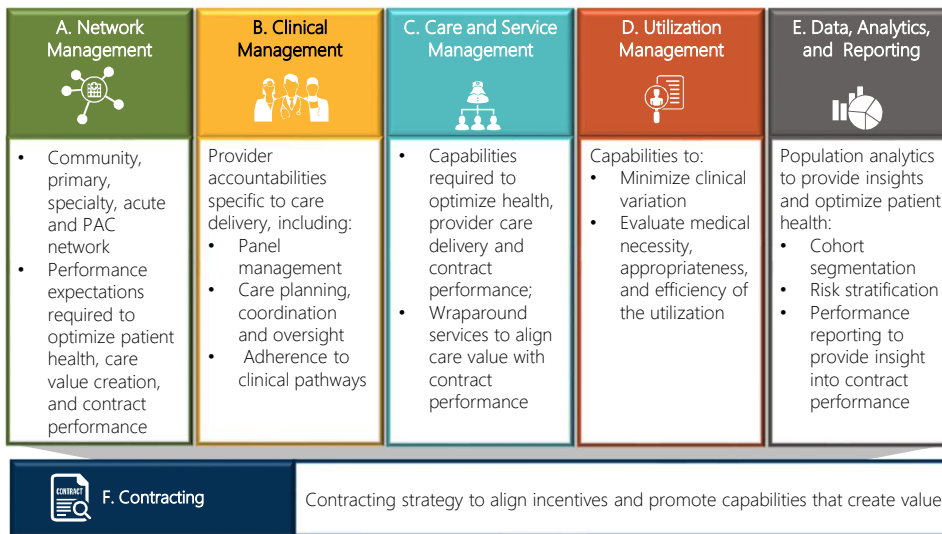 A. Network
Management
• Community,
primary,
specialty, acute
and PAC
network
• Performance
expectations
required to
optimize patient
health, care
value creation,
and contract
performance
B. Clinical
Management
Provider
accountabilities
specific to care
delivery, including:
• Panel
management
• Care planning,
coordination
and oversight
• Adherence to
clinical pathways
C. Care and Service
Management
• Capabilities
required to
optimize health,
provider care
delivery and
contract
performance;
• Wraparound
services to align
care value with
contract
performance
D. Utilization
Management
Capabilities to:
• Minimize clinical
variation
• Evaluate medical
necessity,
appropriateness,
and efficiency of
the utilization
E. Data, Analytics,
and Reporting
Population analytics
to provide insights
and optimize patient
health:
• Cohort
segmentation
• Risk stratification
• Performance
reporting to
provide insight
into contract
performance
CONTRACT
F. Contracting
Contracting strategy to align incentives and promote capabilities that create value